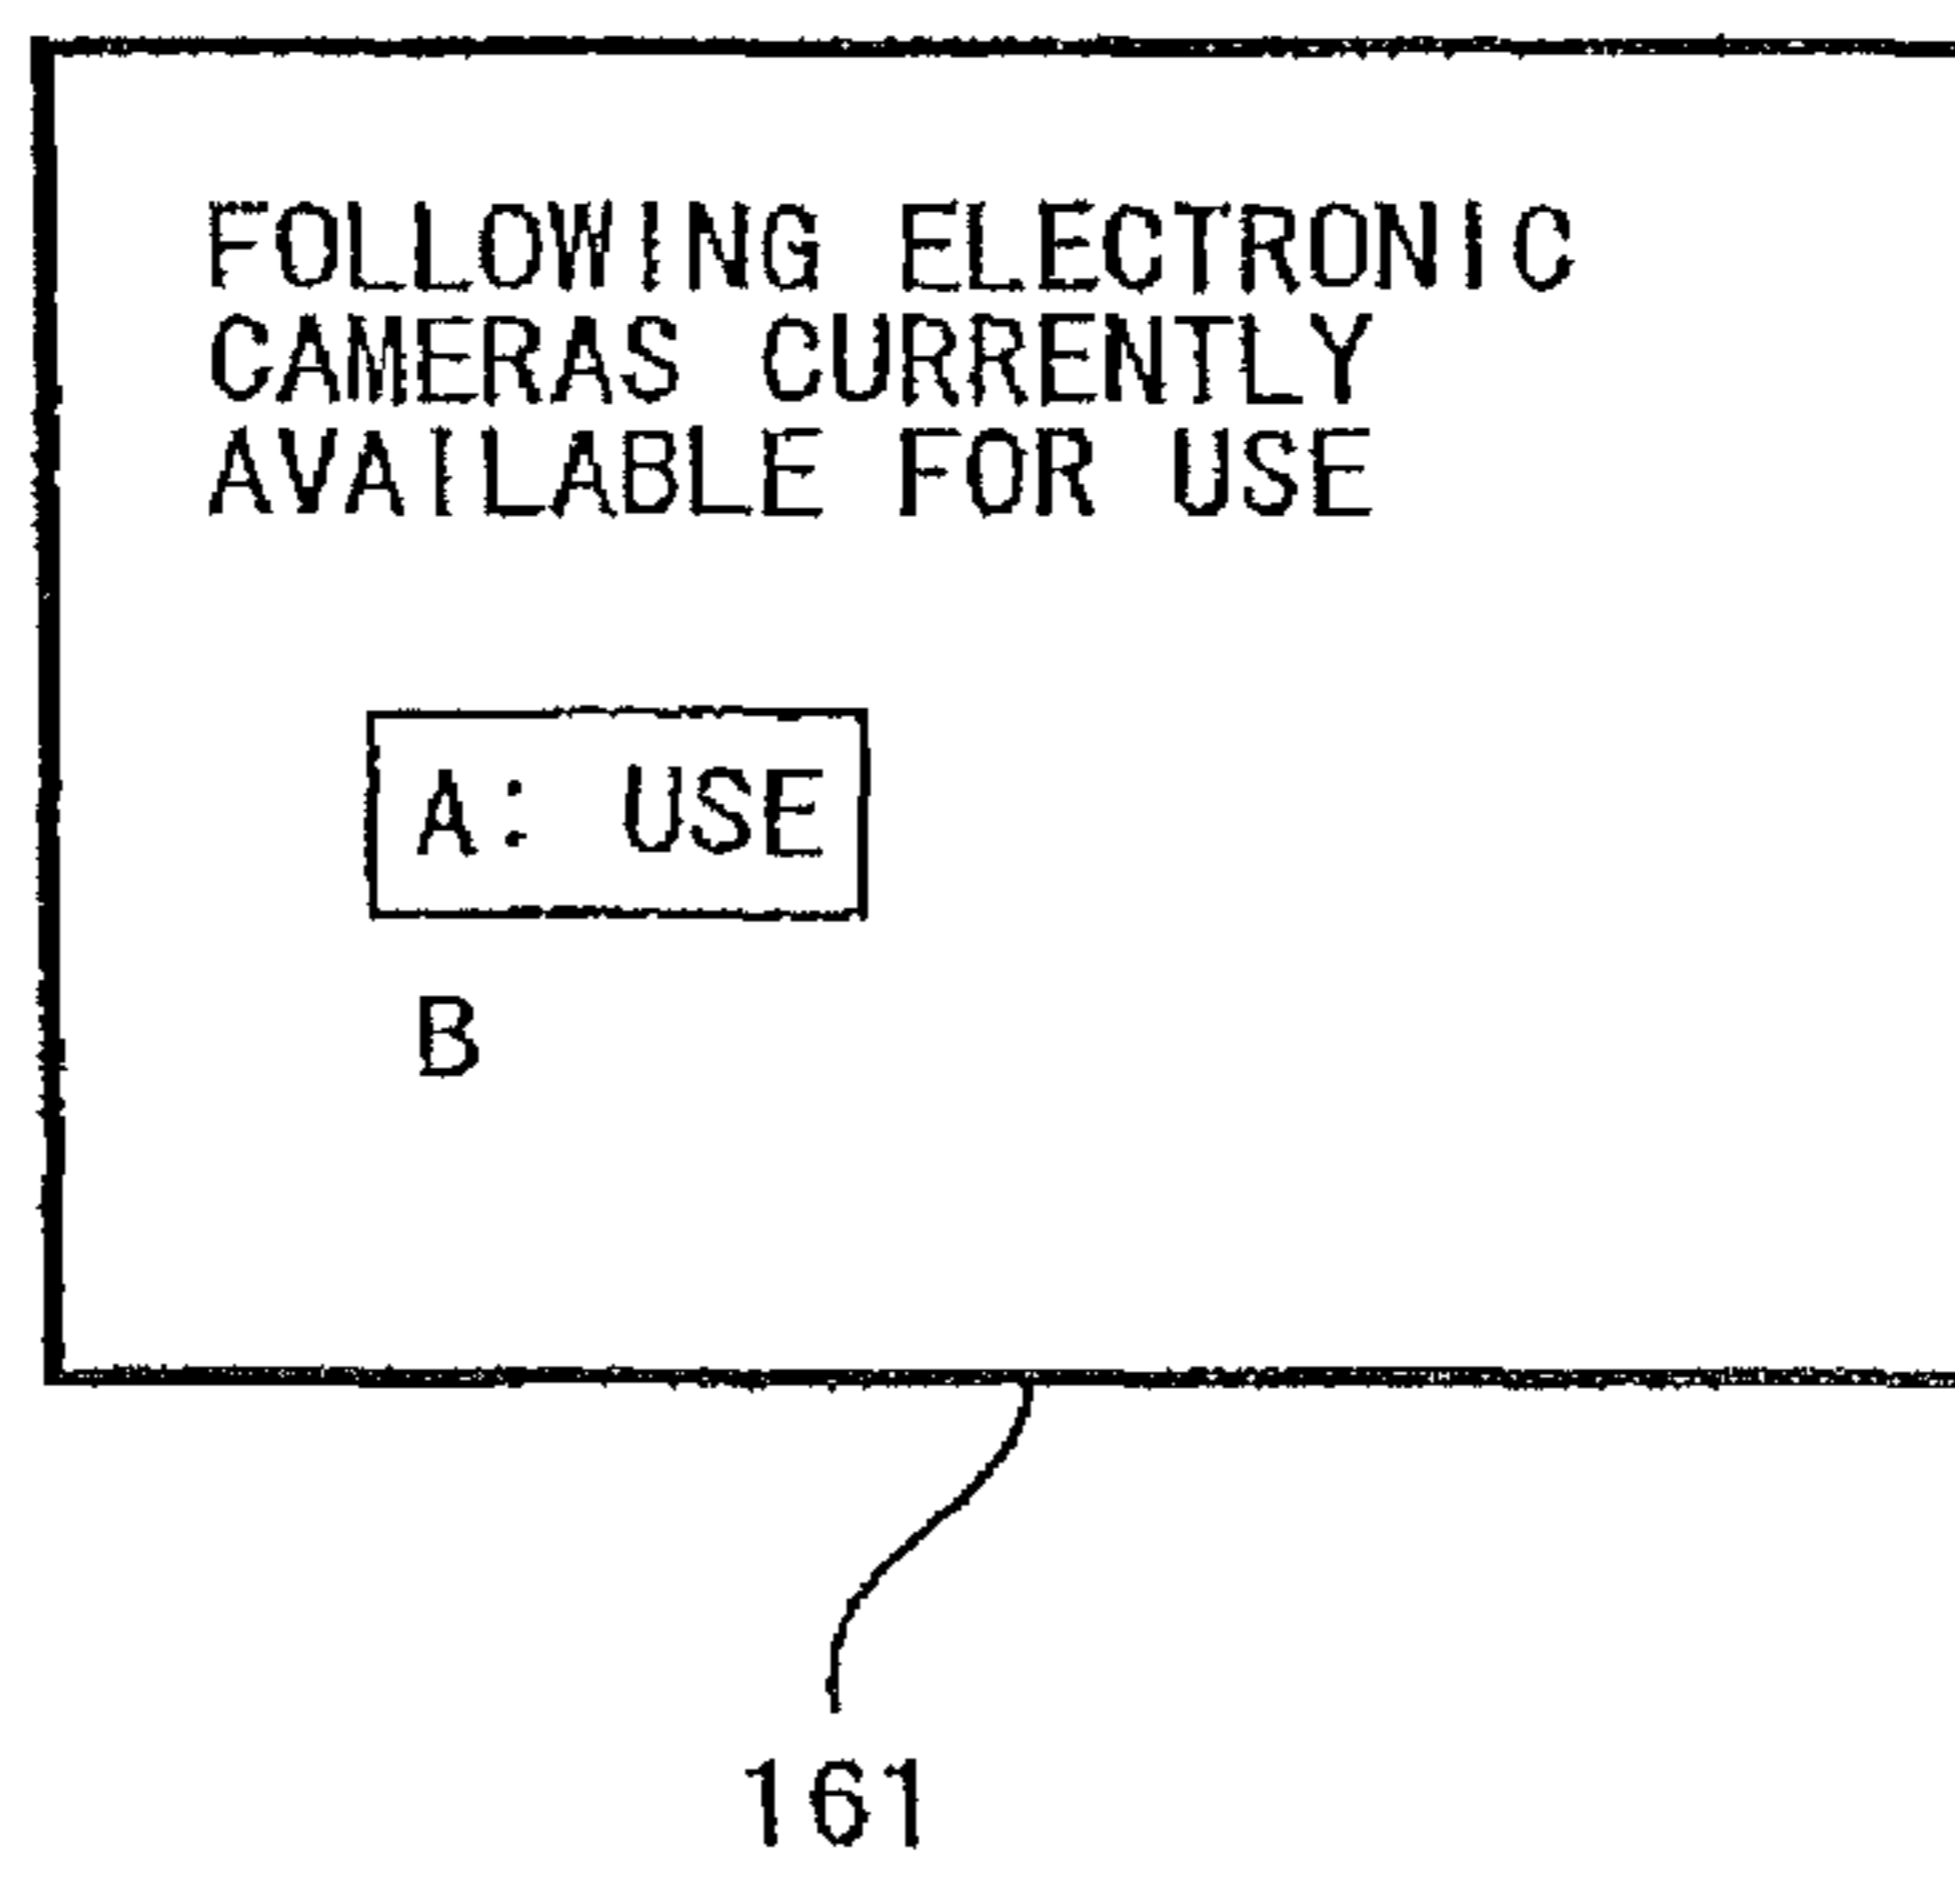 FOLLOWING ELECTRONIC
CAMERAS CURRENTLY
AVAILABLE FOR USE
A: USE
B
161